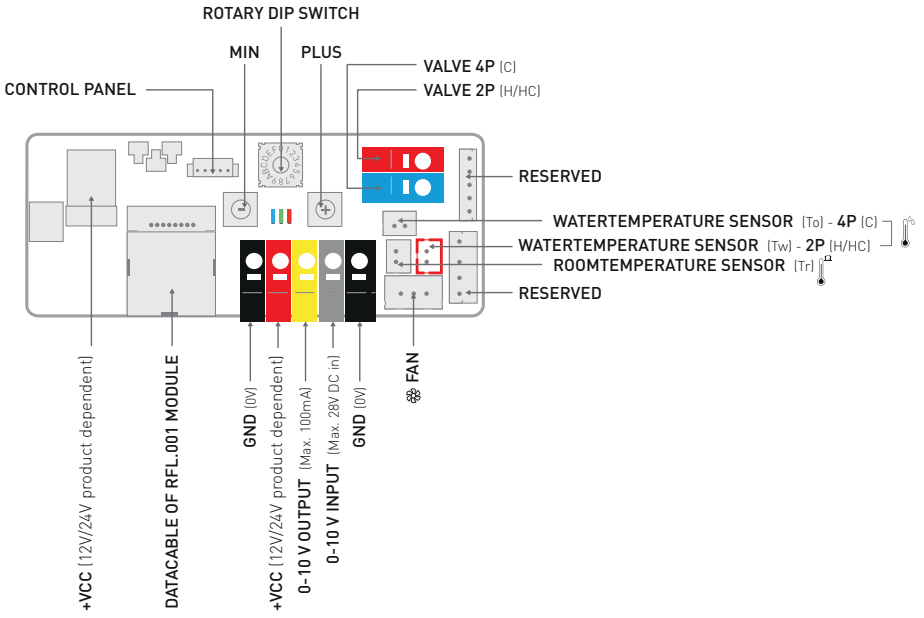 ROTARY DIP SWITCH
MIN
PLUS
VALVE 4P (C)
CONTROL PANEL
VALVE 2P (H/HC)
0123456789ABCDEF
RESERVED
- +
WATERTEMPERATURE SENSOR (To) - 4P (C)
WATERTEMPERATURE SENSOR (Tw) - 2P (H/HC)
ROOMTEMPERATURE SENSOR (Tr)
RESERVED
+VCC (12V/24V product dependent)
DATACABLE OF RFL.001 MODULE
GND (0V)
+VCC (12V/24V product dependent)
0-10 V OUTPUT (Max. 100mA)
0-10 V INPUT (Max. 28V DC in)
GND (0V)
FAN